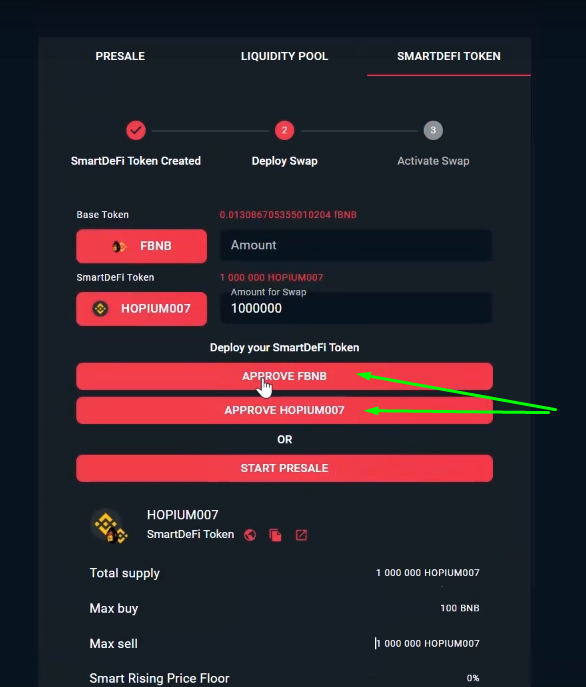 PRESALE LIQUIDITY POOL SMARTDEFI TOKEN
2 3
SmartDeFi Token Created Deploy Swap Activate Swap
Base Token 0.013086705355010204 fBNB
FBNB Amount
SmartDeFi Token 1 000 000 HOPIUM007
Amount for Swap
HOPIUM007 1000000
Deploy your SmartDeFi Token
APPROVE FBNB
APPROVE HOPIUM007
OR
START PRESALE
HOPIUM007
SmartDeFi Token
Total supply 1 000 000 HOPIUM007
Max buy 100 BNB
Max sell 1 000 000 HOPIUM007
Smart Rising Price Floor 0%